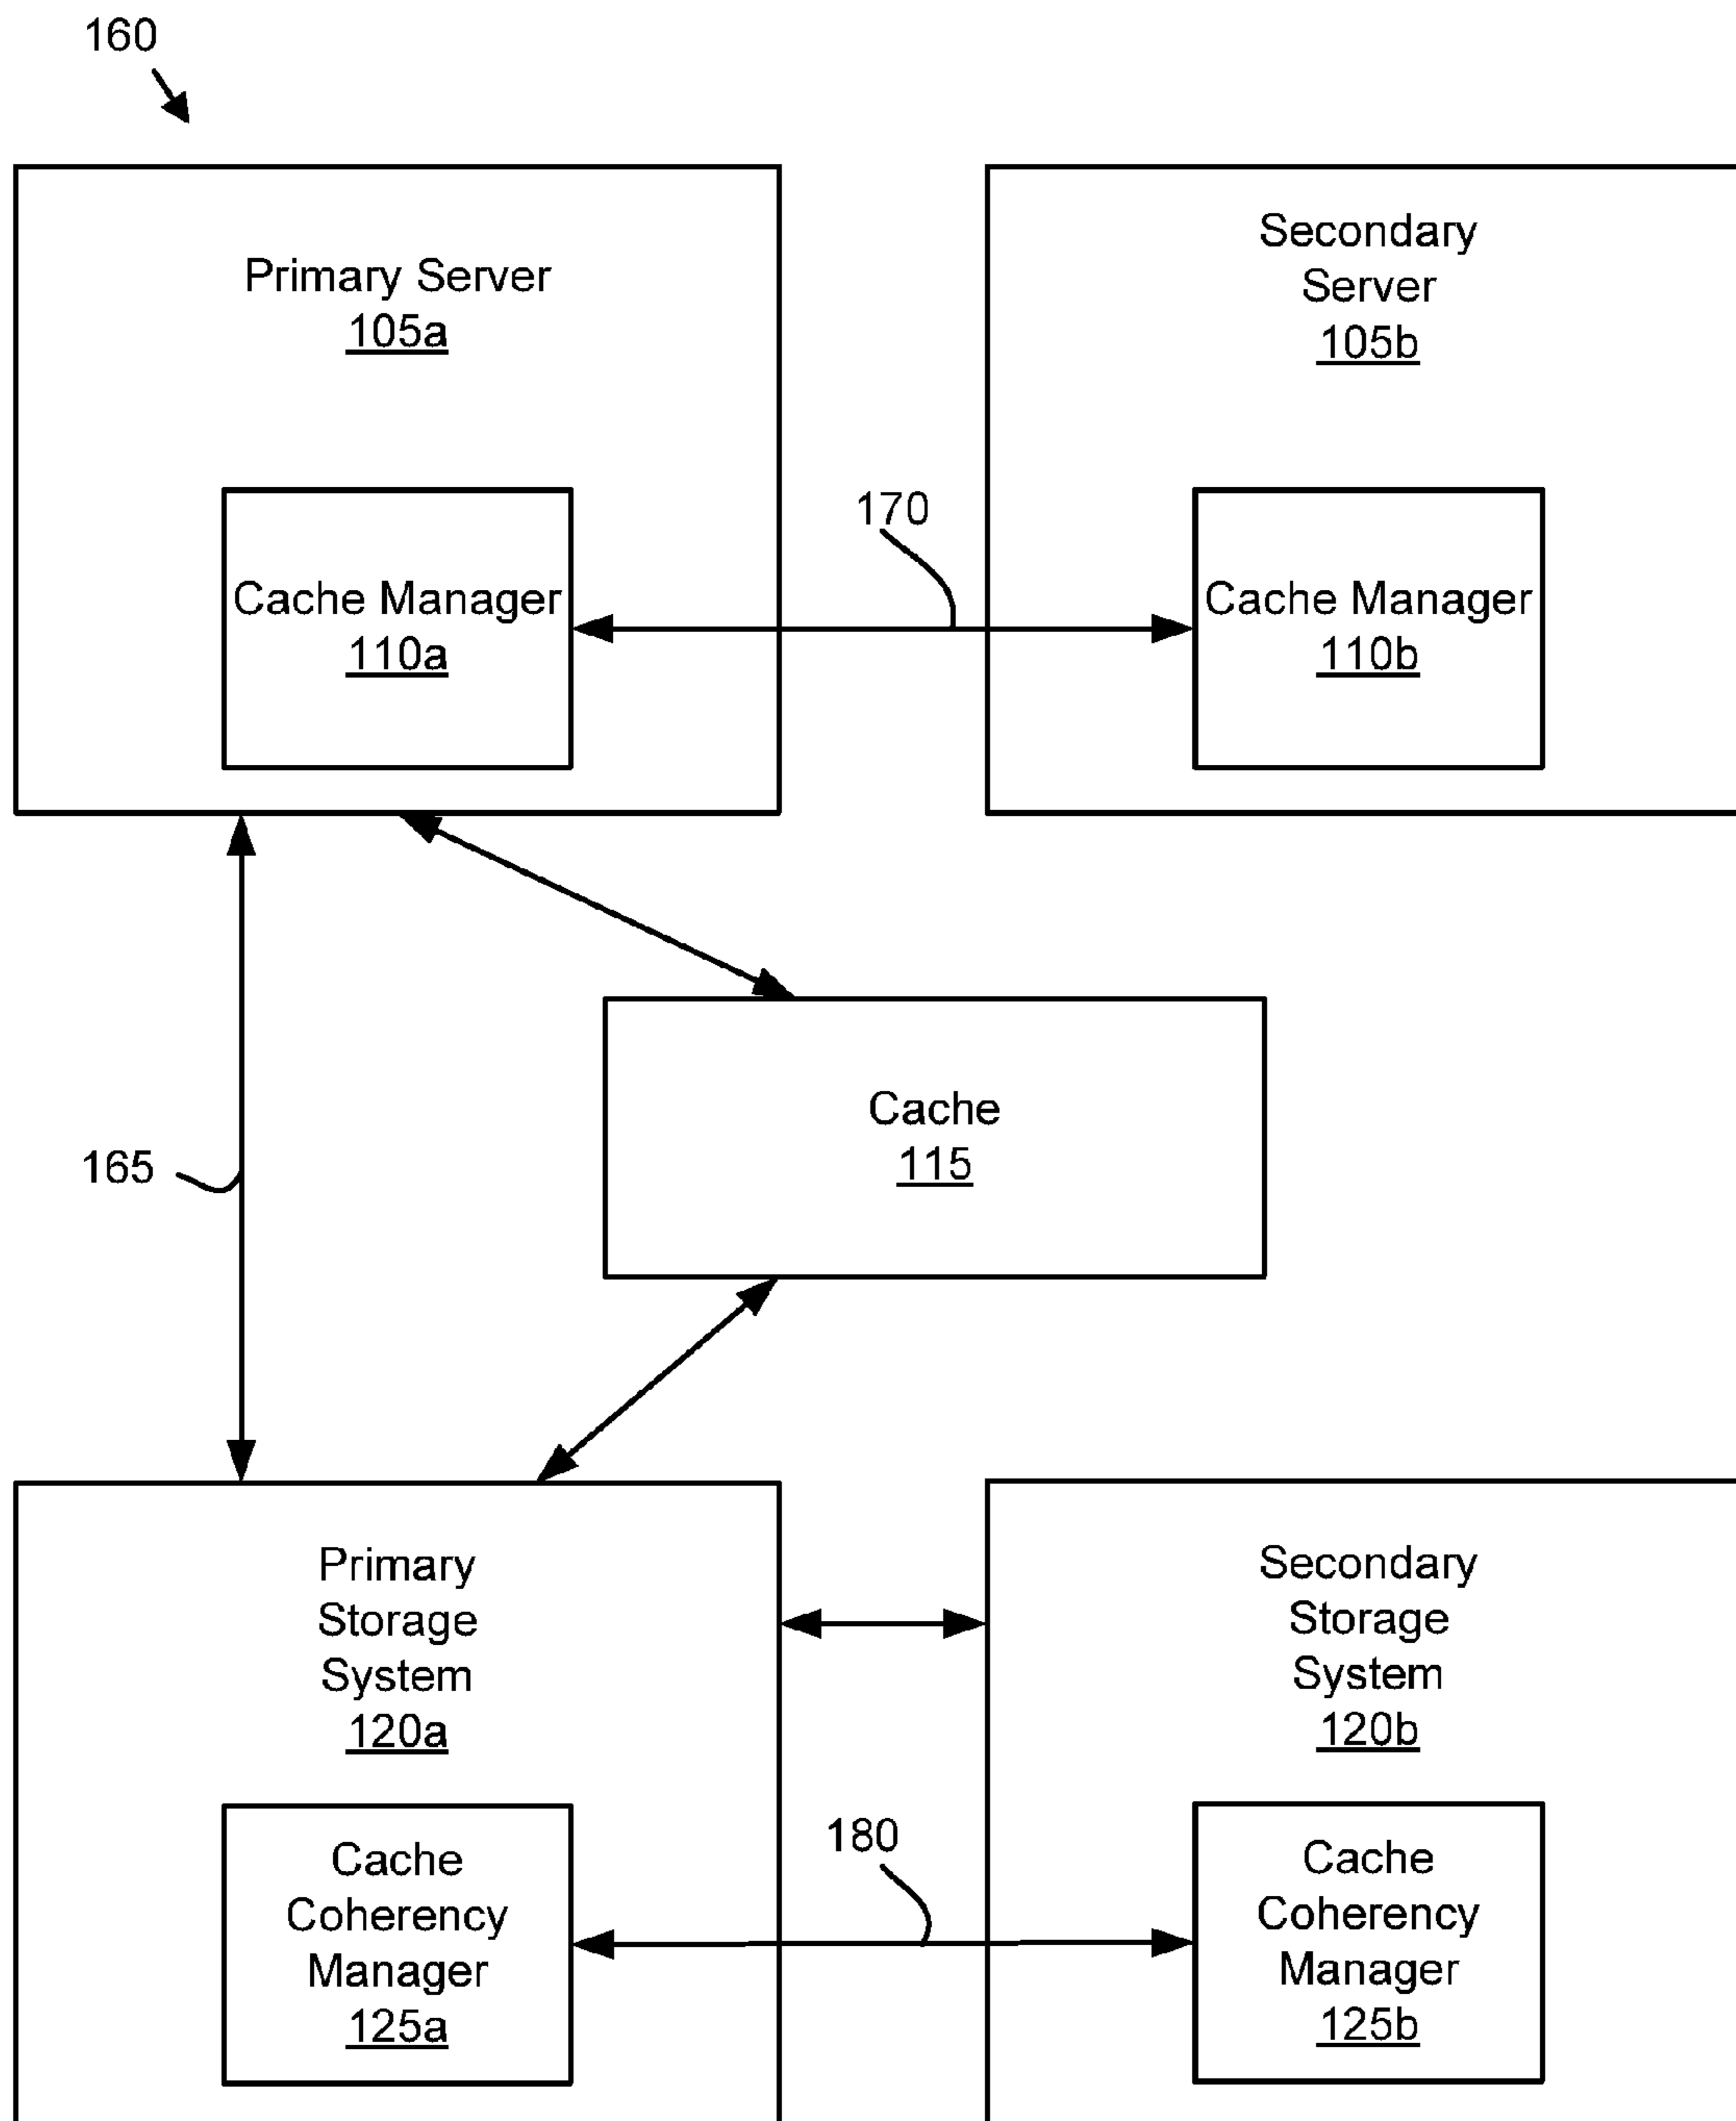 160
Primary Server
105a
Secondary
Server
105b
170
Cache Manager
110a
Cache Manager
110b
Cache
115
165
Primary
Storage
System
120a
Secondary
Storage
System
120b
180
Cache
Coherency
Manager
125a
Cache
Coherency
Manager
125b